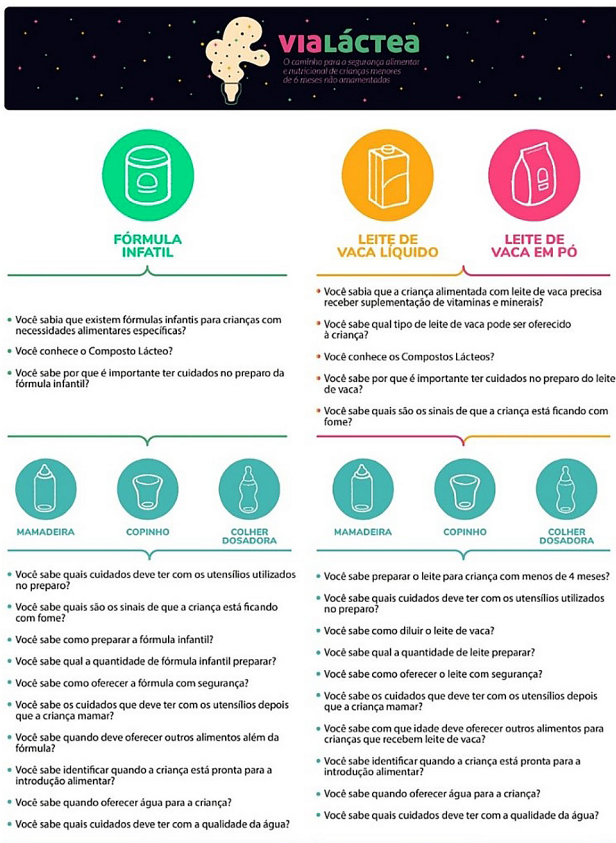 VIALÁCTEA
O caminho para a segurança alimentar
e nutricional de crianças menores
de 6 meses não amamentadas
FÓRMULA
INFATIL
• Você sabia que existem fórmulas infantis para crianças com
necessidades alimentares específicas?
• Você conhece o Composto Lácteo?
• Você sabe por que é importante ter cuidados no preparo da
fórmula infantil?
MAMADEIRA
COPINHO
COLHER
DOSADORA
• Você sabe quais cuidados deve ter com os utensílios utilizados
no preparo?
• Você sabe quais são os sinais de que a criança está ficando
com fome?
• Você sabe como preparar a fórmula infantil?
• Você sabe qual a quantidade de fórmula infantil preparar?
• Você sabe como oferecer a fórmula com segurança?
• Você sabe os cuidados que deve ter com os utensílios depois
que a criança mamar?
• Você sabe quando deve oferecer outros alimentos além da
fórmula?
• Você sabe identificar quando a criança está pronta para a
introdução alimentar?
• Você sabe quando oferecer água para a criança?
• Você sabe quais cuidados deve ter com a qualidade da água?
LEITE DE
VACA LÍQUIDO
LEITE DE
VACA EM PÓ
• Você sabia que a criança alimentada com leite de vaca precisa
receber suplementação de vitaminas e minerais?
• Você sabe qual tipo de leite de vaca pode ser oferecido
à criança?
• Você conhece os Compostos Lácteos?
• Você sabe por que é importante ter cuidados no preparo do leite
de vaca?
• Você sabe quais são os sinais de que a criança está ficando com
fome?
MAMADEIRA
COPINHO
COLHER
DOSADORA
• Você sabe preparar o leite para criança com menos de 4 meses?
• Você sabe quais cuidados deve ter com os utensílios utilizados
no preparo?
• Você sabe como diluir o leite de vaca?
• Você sabe qual a quantidade de leite preparar?
• Você sabe como oferecer o leite com segurança?
• Você sabe os cuidados que deve ter com os utensílios depois
que a criança mamar?
• Você sabe com que idade deve oferecer outros alimentos para
crianças que recebem leite de vaca?
• Você sabe identificar quando a criança está pronta para a
introdução alimentar?
• Você sabe quando oferecer água para a criança?
• Você sabe quais cuidados deve ter com a qualidade da água?